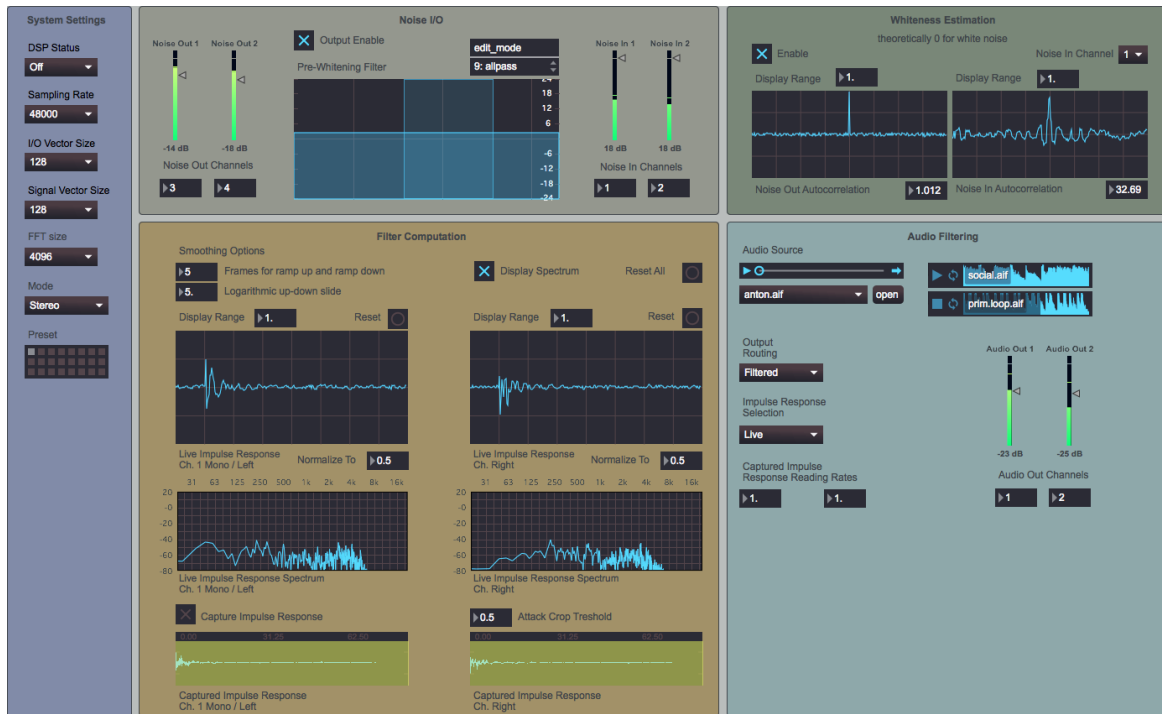 System Settings
DSP Status
Off
Sampling Rate
48000
I/O Vector Size
128
Signal Vector Size
128
FFT size
4096
Mode
Stereo
Preset
Noise I/O
Noise Out 1 Noise Out 2
Output Enable
edit_mode
Pre-Whitening Filter
9: allpass
24
18
12
6
-6
-12
-18
-24
-14 dB -18 dB
Noise Out Channels
3 4
Noise In 1 Noise In 2
18 dB 18 dB
Noise In Channels
1 2
Whiteness Estimation
theoretically 0 for white noise
Enable
Noise In Channel 1
Display Range 1.
Display Range 1.
Noise Out Autocorrelation 1.012
Noise In Autocorrelation 32.69
Filter Computation
Smoothing Options
5 Frames for ramp up and ramp down
5. Logarithmic up-down slide
Display Spectrum
Reset All
Display Range 1. Reset
Display Range 1. Reset
Live Impulse Response
Ch. 1 Mono / Left
Normalize To 0.5
Live Impulse Response
Ch. Right
Normalize To 0.5
31 63 125 250 500 1k 2k 4k 8k 16k
20
-0
-20
-40
-60
-80
Live Impulse Response Spectrum
Ch. 1 Mono / Left
31 63 125 250 500 1k 2k 4k 8k 16k
20
-0
-20
-40
-60
-80
Live Impulse Response Spectrum
Ch. Right
Capture Impulse Response
0.5 Attack Crop Treshold
0.00 31.25 62.50
0.00 31.25 62.50
Captured Impulse Response
Ch. 1 Mono / Left
Captured Impulse Response
Ch. Right
Audio Filtering
Audio Source
anton.aif open
social.aif
prim.loop.aif
Output
Routing
Filtered
Impulse Response
Selection
Live
Captured Impulse
Response Reading Rates
1. 1.
Audio Out 1 Audio Out 2
-23 dB -25 dB
Audio Out Channels
1 2